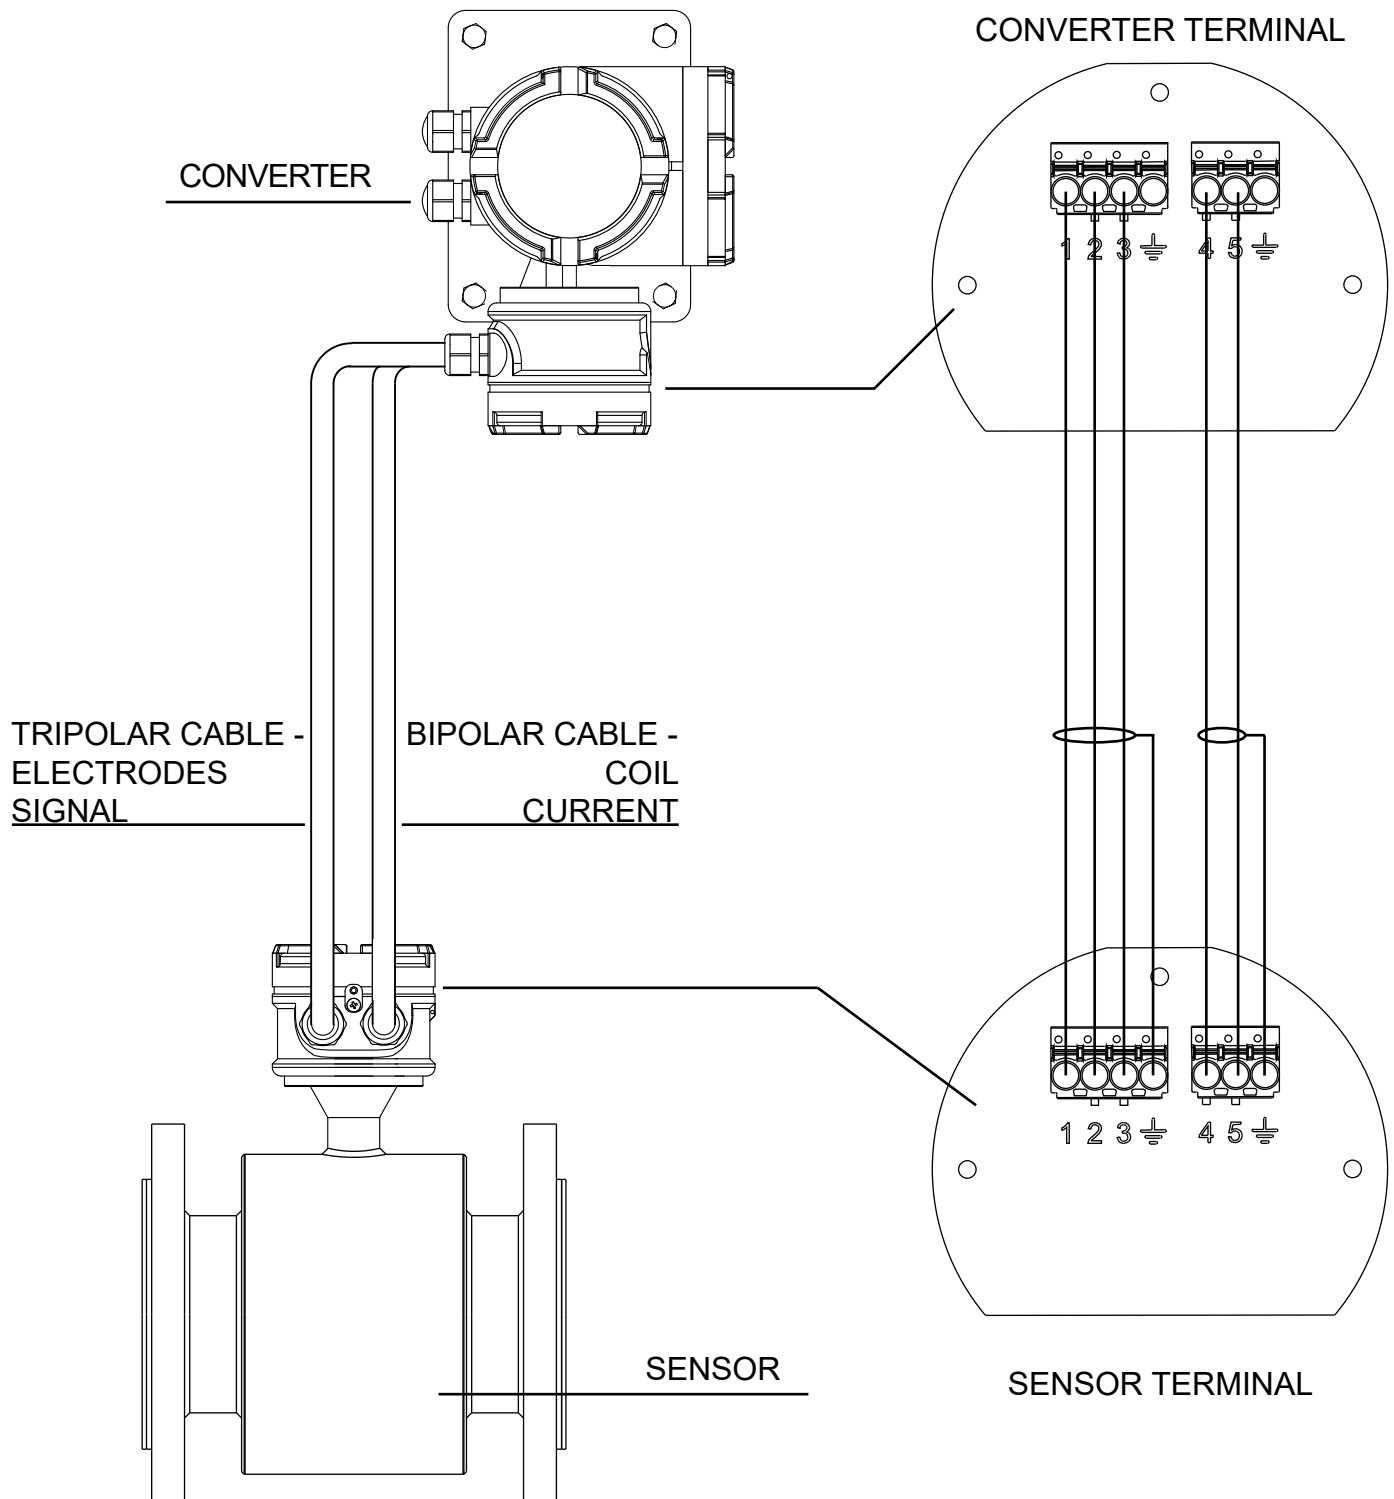 CONVERTER TERMINAL
CONVERTER
1 2 3 4 5
TRIPOLAR CABLE -
ELECTRODES
SIGNAL
BIPOLAR CABLE -
COIL
CURRENT
1 2 3 4 5
SENSOR
SENSOR TERMINAL